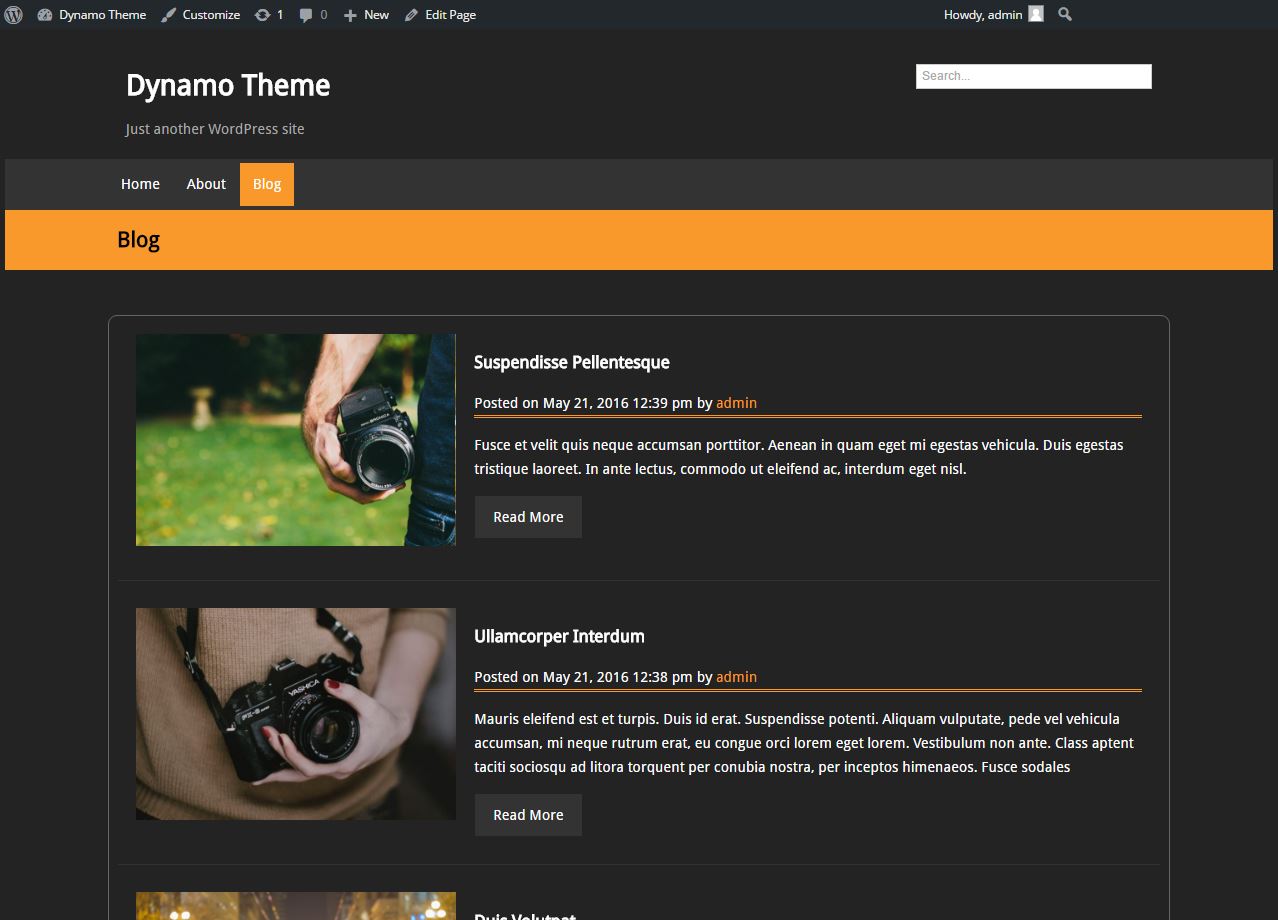 Dynamo Theme Customize 1 0 New Edit Page Howdy, admin
Dynamo Theme
Search...
Just another WordPress site
Home About Blog
Blog
Suspendisse Pellentesque
Posted on May 21, 2016 12:39 pm by admin
Fusce et velit quis neque accumsan porttitor. Aenean in quam eget mi egestas vehicula. Duis egestas
tristique laoreet. In ante lectus, commodo ut eleifend ac, interdum eget nisl.
Read More
YASHICA
Ullamcorper Interdum
Posted on May 21, 2016 12:38 pm by admin
Mauris eleifend est et turpis. Duis id erat. Suspendisse potenti. Aliquam vulputate, pede vel vehicula
accumsan, mi neque rutrum erat, eu congue orci lorem eget lorem. Vestibulum non ante. Class aptent
taciti sociosqu ad litora torquent per conubia nostra, per inceptos himenaeos. Fusce sodales
Read More
Duis Volutpat